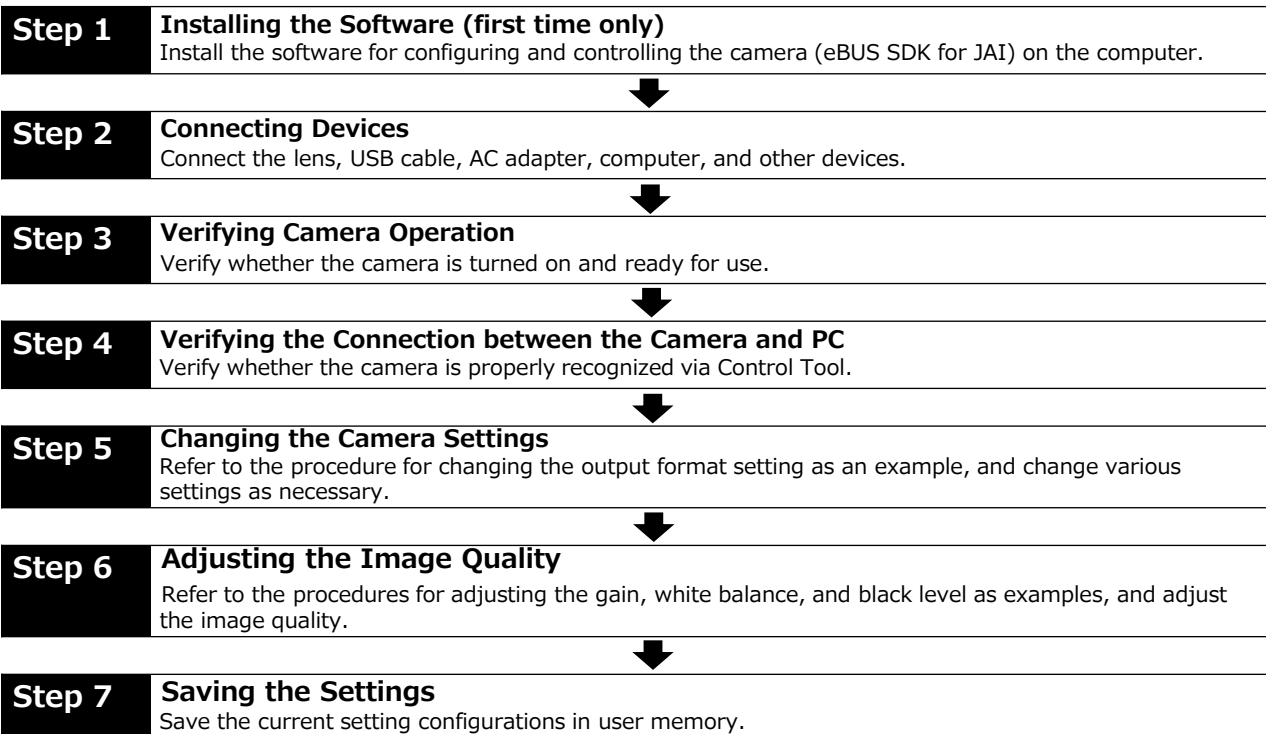 Step 1
Installing the Software (first time only)
Install the software for configuring and controlling the camera (eBUS SDK for JAI) on the computer.
Step 2
Connecting Devices
Connect the lens, USB cable, AC adapter, computer, and other devices.
Step 3
Verifying Camera Operation
Verify whether the camera is turned on and ready for use.
Step 4
Verifying the Connection between the Camera and PC
Verify whether the camera is properly recognized via Control Tool.
Step 5
Changing the Camera Settings
Refer to the procedure for changing the output format setting as an example, and change various
settings as necessary.
Step 6
Adjusting the Image Quality
Refer to the procedures for adjusting the gain, white balance, and black level as examples, and adjust
the image quality.
Step 7
Saving the Settings
Save the current setting configurations in user memory.